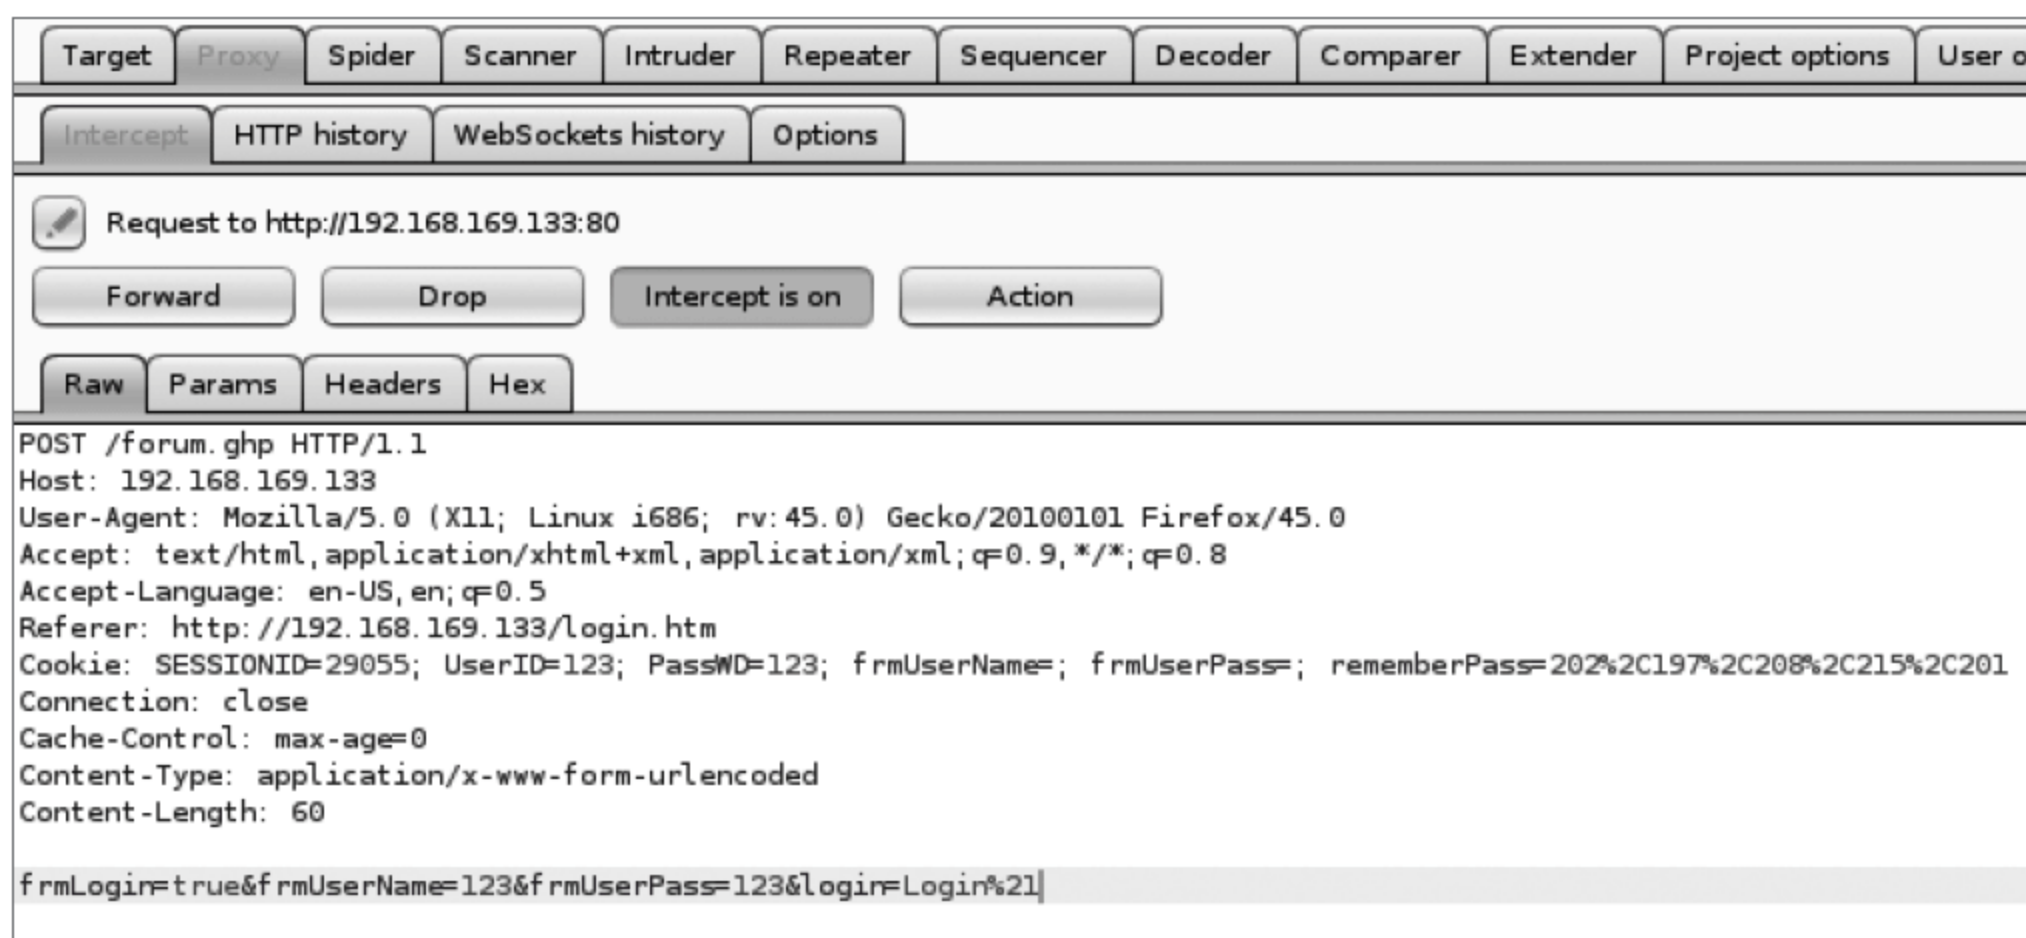 Target Proxy Spider Scanner Intruder Repeater Sequencer Decoder Comparer Extender Project options User o
Intercept HTTP history WebSockets history Options
Request to http://192.168.169.133:80
Forward Drop Intercept is on Action
Raw Params Headers Hex
POST /forum.ghp HTTP/1.1
Host: 192.168.169.133
User-Agent: Mozilla/5.0 (X11; Linux i686; rv:45.0) Gecko/20100101 Firefox/45.0
Accept: text/html,application/xhtml+xml,application/xml;q=0.9,*/*;q=0.8
Accept-Language: en-US,en;q=0.5
Referer: http://192.168.169.133/login.htm
Cookie: SESSIONID=29055; UserID=123; PassWD=123; frmUserName=; frmUserPass=; rememberPass=202%2C197%2C208%2C215%2C201
Connection: close
Cache-Control: max-age=0
Content-Type: application/x-www-form-urlencoded
Content-Length: 60
frmLogin=true&frmUserName=123&frmUserPass=123&login=Login%21